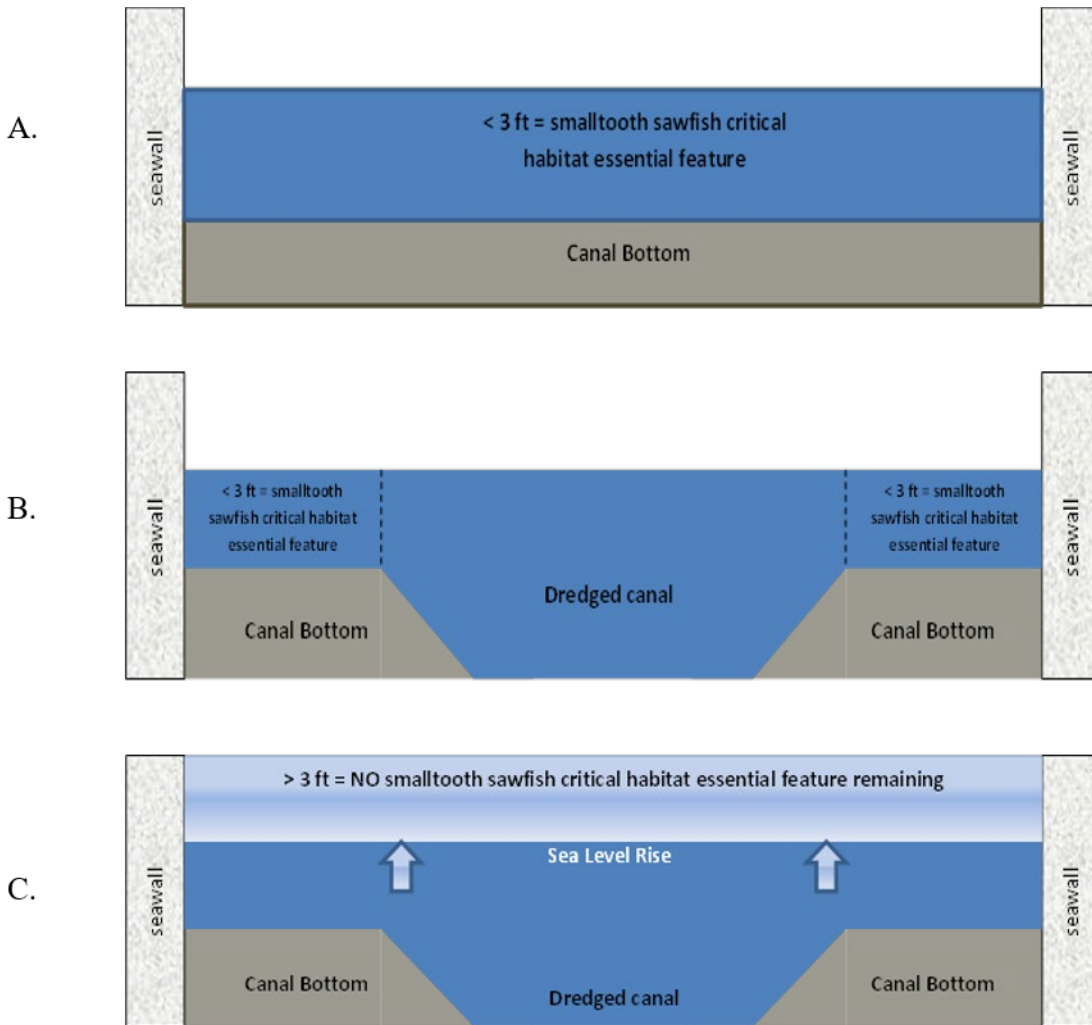 A.
seawall
< 3 ft = smalltooth sawfish critical
habitat essential feature
Canal Bottom
seawall
B.
seawall
< 3 ft = smalltooth
sawfish critical habitat
essential feature
Dredged canal
< 3 ft = smalltooth
sawfish critical habitat
essential feature
Canal Bottom
Canal Bottom
seawall
C.
seawall
> 3 ft = NO smalltooth sawfish critical habitat essential feature remaining
Sea Level Rise
Canal Bottom
Dredged canal
Canal Bottom
seawall